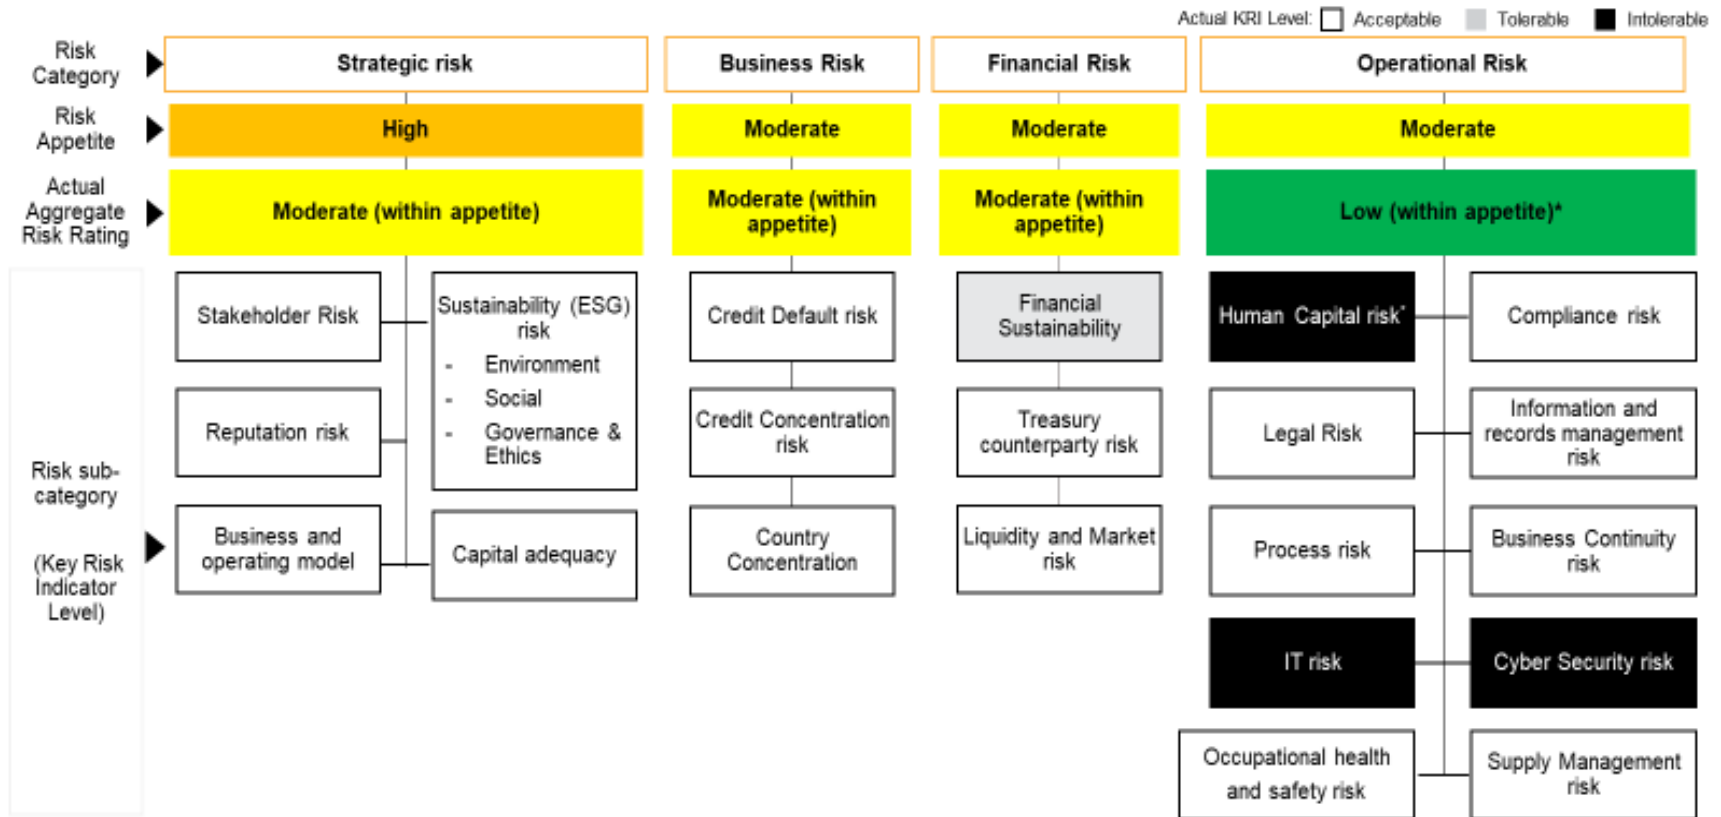 Actual KRI Level: Acceptable Tolerable Intolerable
Risk
Category
Strategic risk
Business Risk
Financial Risk
Operational Risk
Risk
Appetite
High
Moderate
Moderate
Moderate
Actual
Aggregate
Risk Rating
Moderate (within appetite)
Moderate (within
appetite)
Moderate (within
appetite)
Low (within appetite)*
Risk sub-
category
(Key Risk
Indicator
Level)
Stakeholder Risk
Reputation risk
Business and
operating model
Sustainability (ESG)
risk
- Environment
- Social
- Governance &
Ethics
Capital adequacy
Credit Default risk
Credit Concentration
risk
Country
Concentration
Financial
Sustainability
Treasury
counterparty risk
Liquidity and Market
risk
Human Capital risk*
Compliance risk
Legal Risk
Information and
records management
risk
Process risk
Business Continuity
risk
IT risk
Cyber Security risk
Occupational health
and safety risk
Supply Management
risk